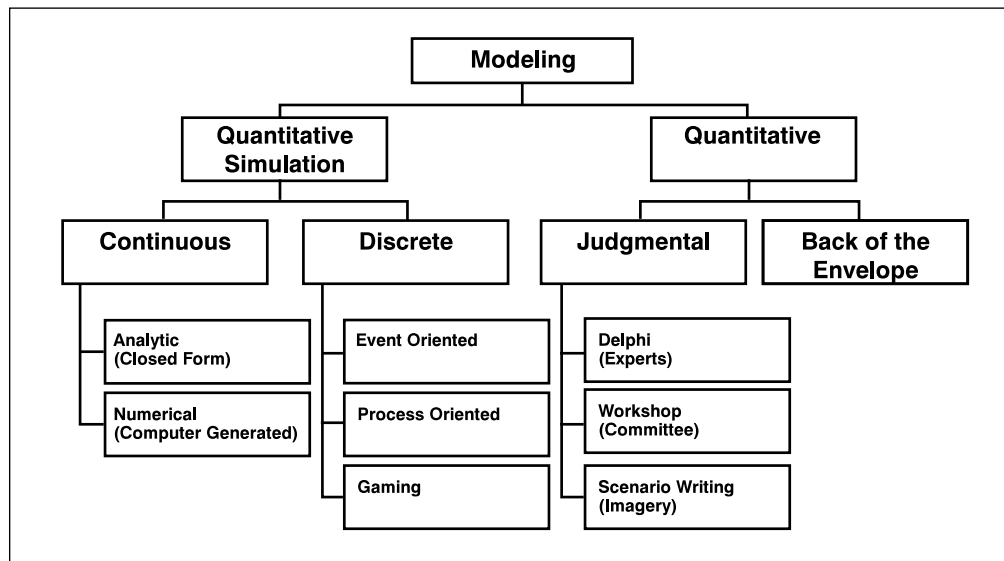 Modeling
Quantitative
Simulation
Quantitative
Continuous
Discrete
Judgmental
Back of the
Envelope
Analytic
(Closed Form)
Numerical
(Computer Generated)
Event Oriented
Process Oriented
Gaming
Delphi
(Experts)
Workshop
(Committee)
Scenario Writing
(Imagery)